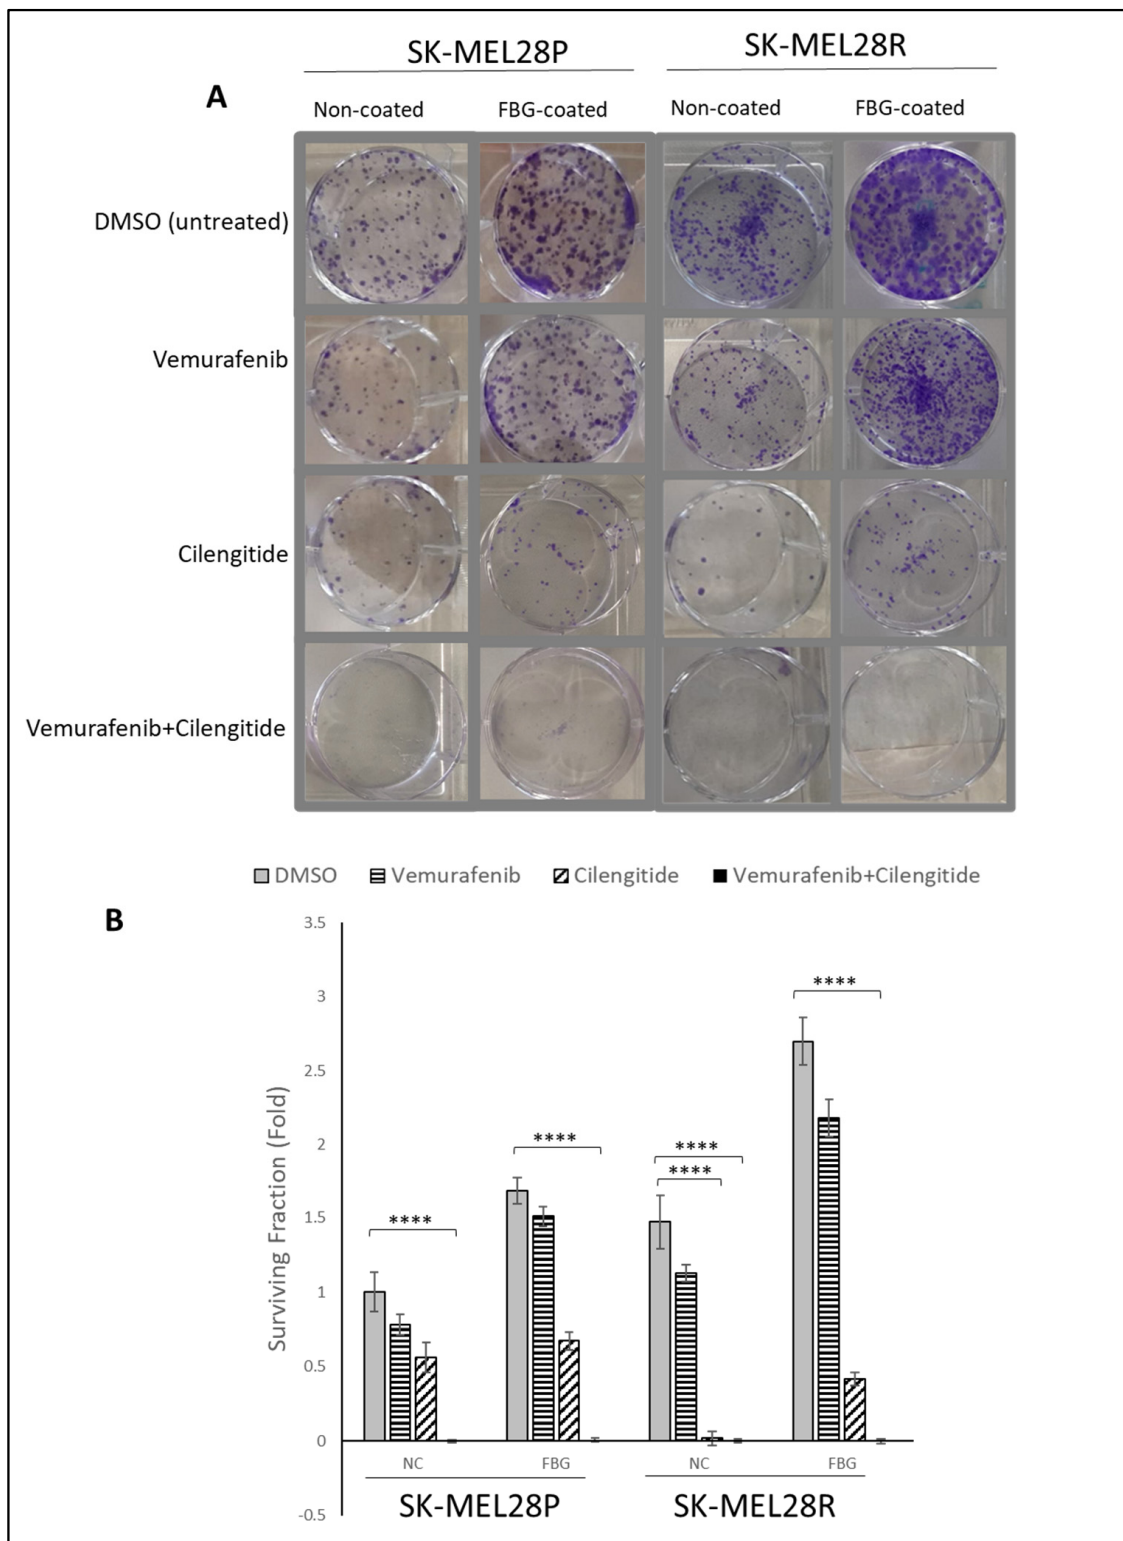 SK-MEL28P SK-MEL28R
A
Non-coated FBG-coated Non-coated FBG-coated
DMSO (untreated)
Vemurafenib
Cilengitide
Vemurafenib+Cilengitide
DMSO Vemurafenib Cilengitide Vemurafenib+Cilengitide
B
Surviving Fraction (Fold)
3.5
3
2.5
2
1.5
1
0.5
0
-0.5
****
****
****
****
****
NC FBG NC FBG
SK-MEL28P SK-MEL28R